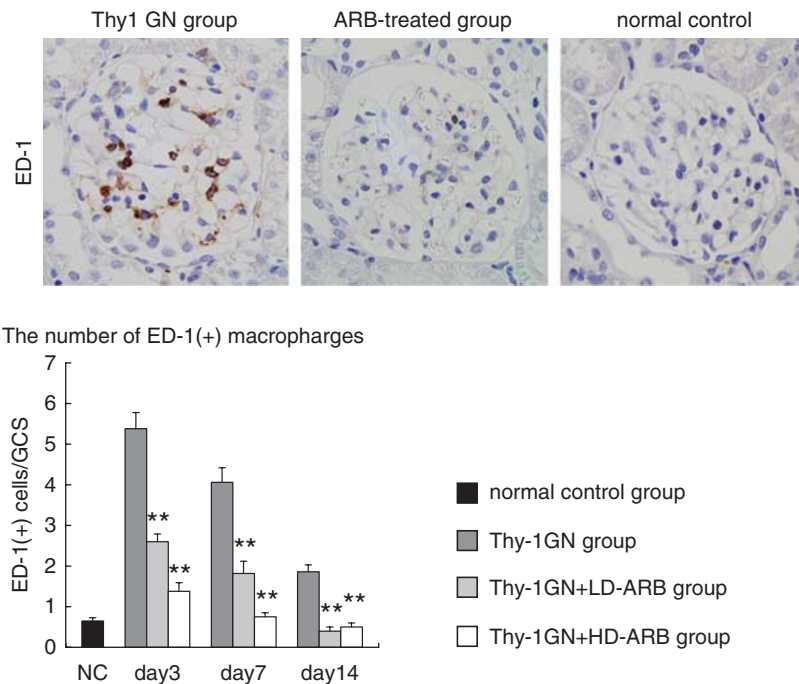 Thy1 GN group
ARB-treated group
normal control
ED-1
The number of ED-1(+) macropharges
ED-1(+) cells/GCS
7
6
5
4
3
2
1
0
**
**
**
**
**
**
NC
day3
day7
day14
normal control group
Thy-1GN group
Thy-1GN+LD-ARB group
Thy-1GN+HD-ARB group